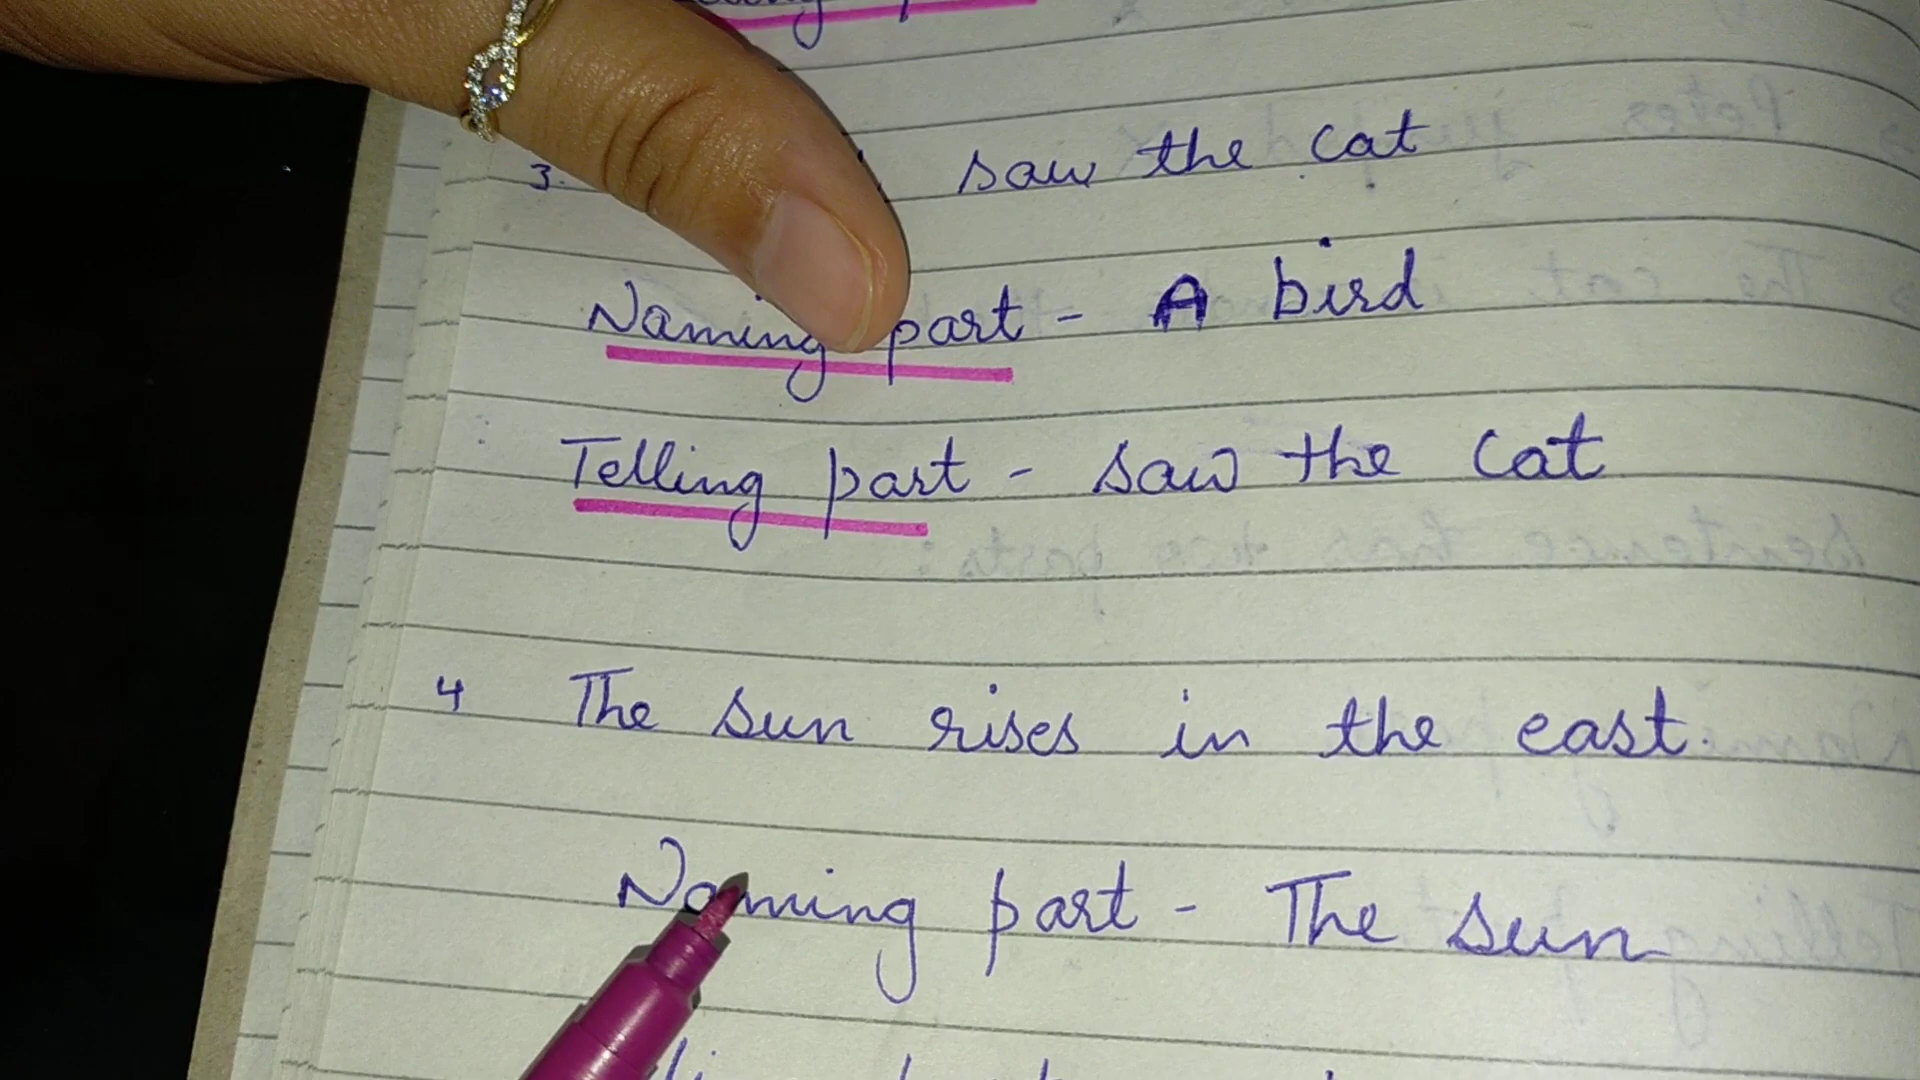 3. saw the cat
Naming part - A bird
Telling part - saw the cat
4 The sun rises in the east.
Naming part - The sun